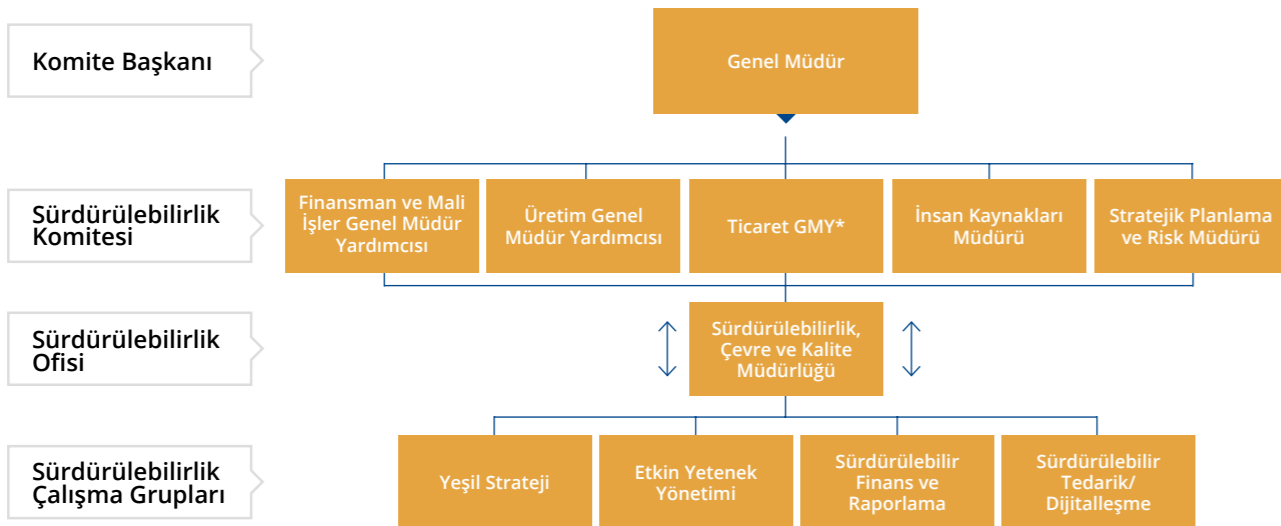 Komite Başkanı
Genel Müdür
Sürdürülebilirlik
Komitesi
Finansman ve Mali
İşler Genel Müdür
Yardımcısı
Üretim Genel
Müdür Yardımcısı
Ticaret GMY*
İnsan Kaynakları
Müdürü
Stratejik Planlama
ve Risk Müdürü
Sürdürülebilirlik
Ofisi
Sürdürülebilirlik,
Çevre ve Kalite
Müdürlüğü
Sürdürülebilirlik
Çalışma Grupları
Yeşil Strateji
Etkin Yetenek
Yönetimi
Sürdürülebilir
Finans ve
Raporlama
Sürdürülebilir
Tedarik/
Dijitalleşme